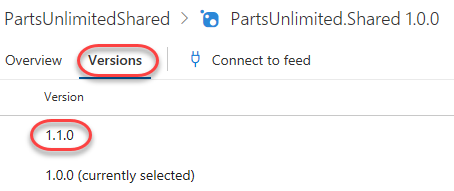 PartsUnlimitedShared > PartsUnlimited.Shared 1.0.0
Overview Versions Connect to feed
Version
1.1.0
1.0.0 (currently selected)